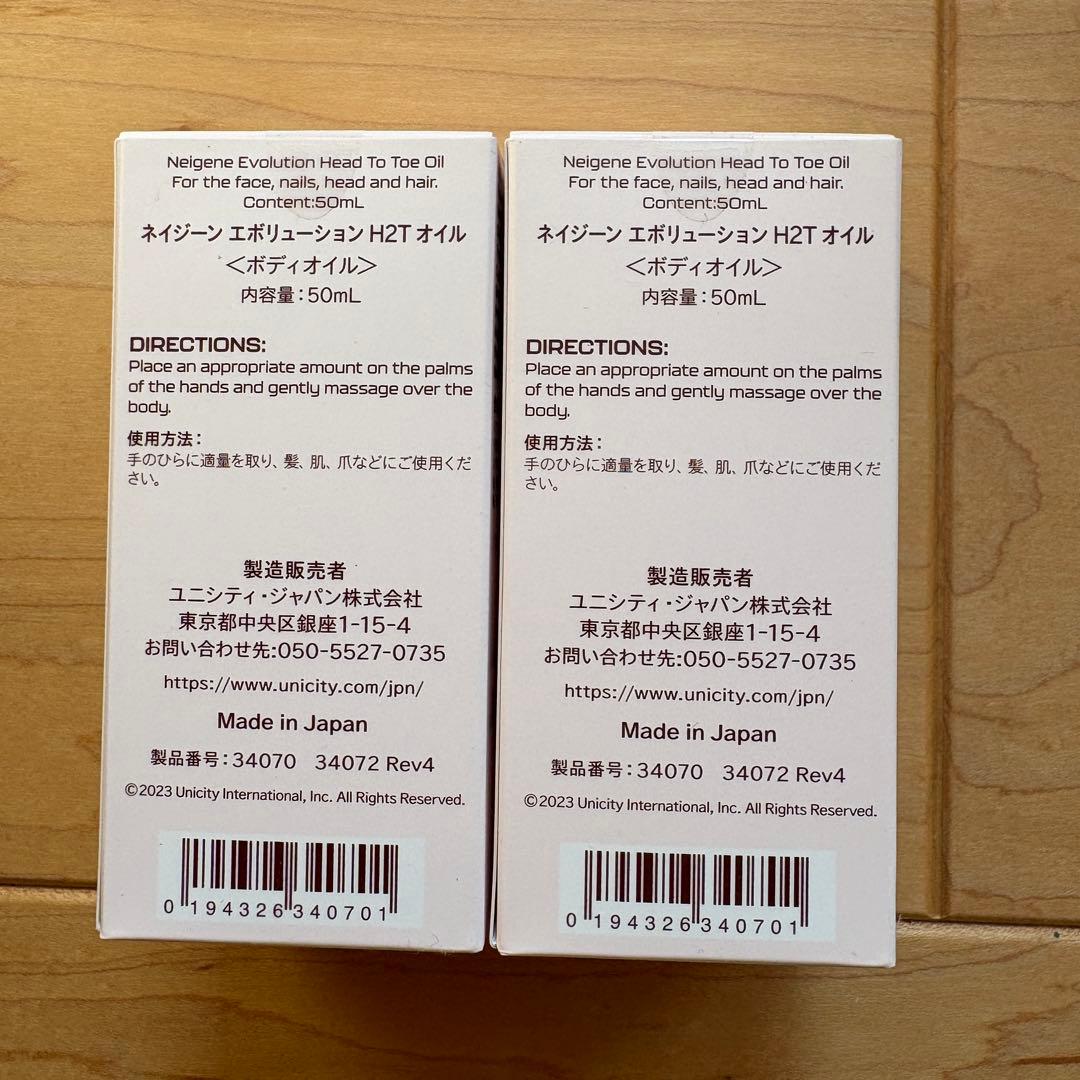 Neigene Evolution Head To Toe Oil
For the face, nails, head and hair.
Content:50mL
ネイジーン エボリューション H2T オイル
＜ボディオイル＞
内容量：50mL
DIRECTIONS:
Place an appropriate amount on the palms
of the hands and gently massage over the
body.
使用方法：
手のひらに適量を取り、髪、肌、爪などにご使用くだ
さい。
製造販売者
ユニシティ・ジャパン株式会社
東京都中央区銀座1-15-4
お問い合わせ先:050-5527-0735
https://www.unicity.com/jpn/
Made in Japan
製品番号：34070 34072 Rev4
©2023 Unicity International, Inc. All Rights Reserved.
0 194326 340701
Neigene Evolution Head To Toe Oil
For the face, nails, head and hair.
Content:50mL
ネイジーン エボリューション H2T オイル
＜ボディオイル＞
内容量：50mL
DIRECTIONS:
Place an appropriate amount on the palms
of the hands and gently massage over the
body.
使用方法：
手のひらに適量を取り、髪、肌、爪などにご使用くだ
さい。
製造販売者
ユニシティ・ジャパン株式会社
東京都中央区銀座1-15-4
お問い合わせ先:050-5527-0735
https://www.unicity.com/jpn/
Made in Japan
製品番号：34070 34072 Rev4
©2023 Unicity International, Inc. All Rights Reserved.
0 194326 340701